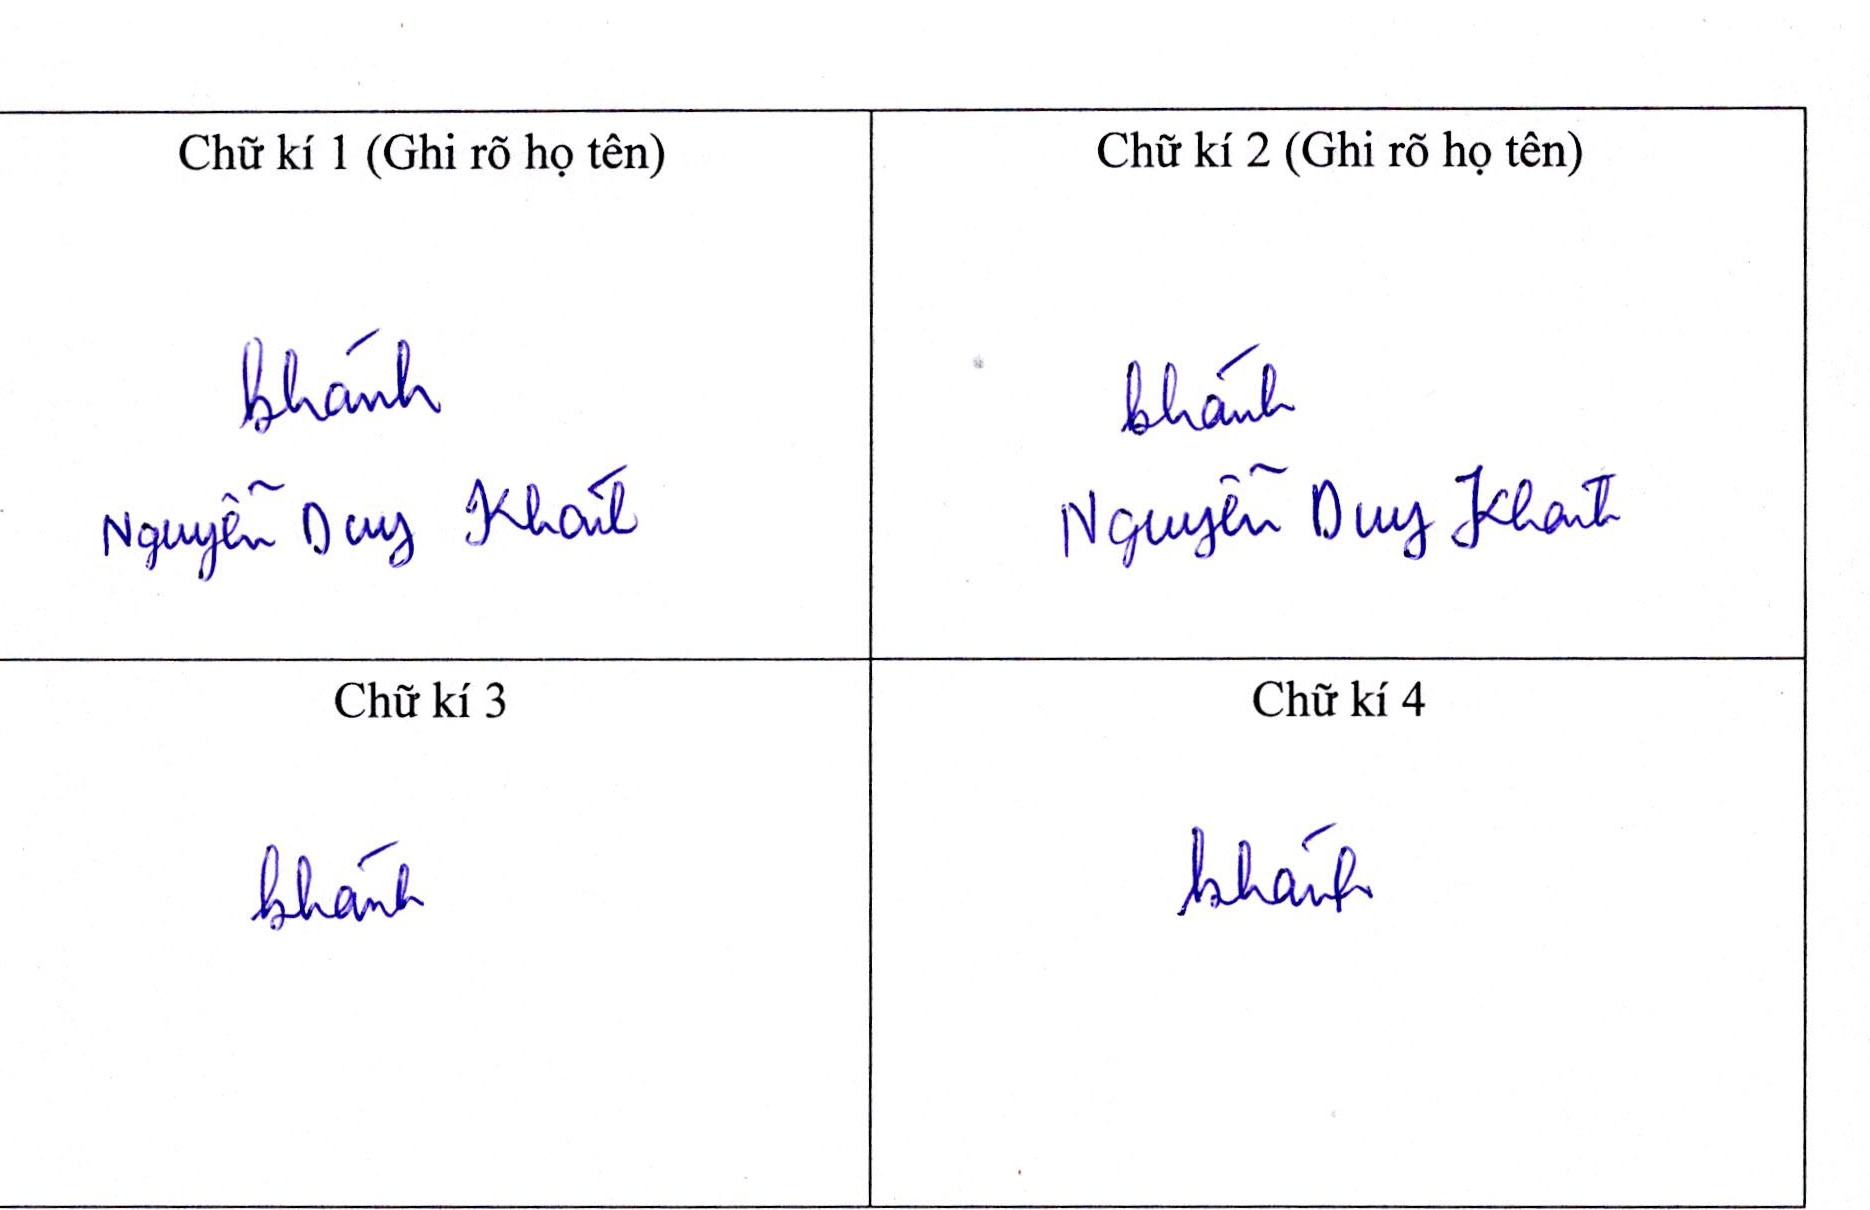 Chữ kí 1 (Ghi rõ họ tên)
Chữ kí 2 (Ghi rõ họ tên)
khánh
Nguyễn Duy Khánh
khánh
Nguyễn Duy Khánh
Chữ kí 3
Chữ kí 4
khánh
khánh